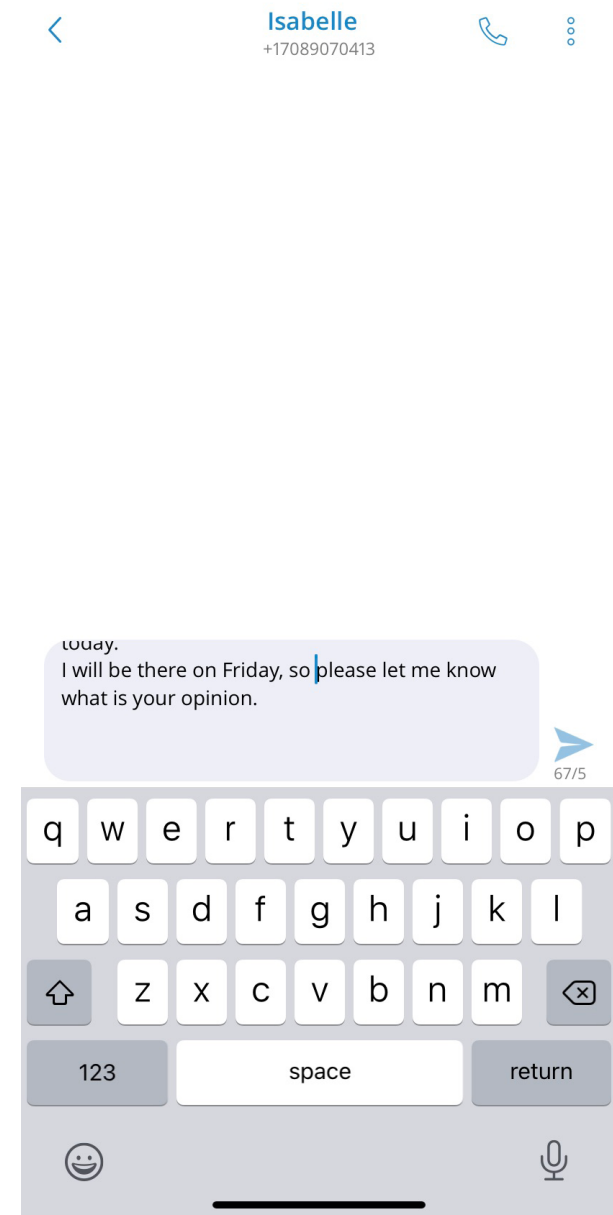 Isabelle
+17089070413
today.
I will be there on Friday, so please let me know
what is your opinion.
67/5
q w e r t y u i o p
a s d f g h j k l
z x c v b n m
123 space return